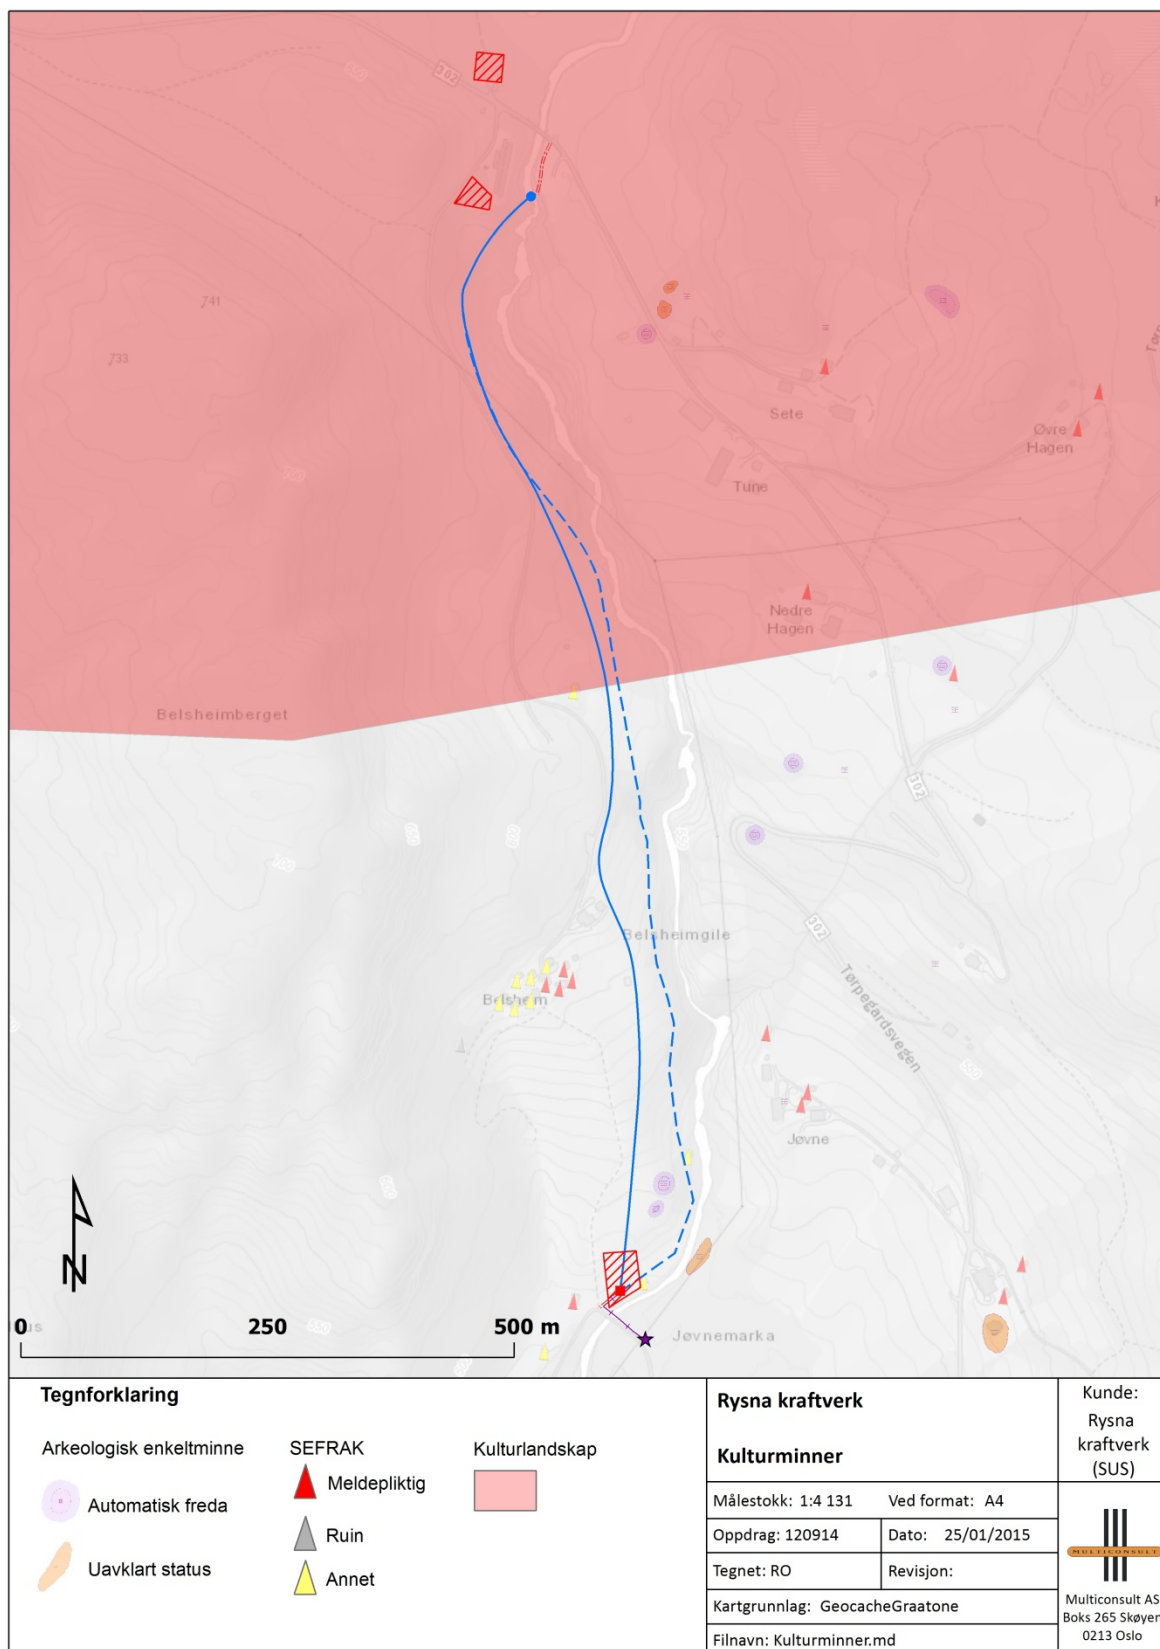 302
741
733
Sete
Øvre
Hagen
Tune
Nedre
Hagen
Belsheimberget
302
700
600
Belsheimgile
302
Tørpegardsvegen
Belsheim
Jøvne
N
0 250 500 m
Jøvnemarka
Tegnforklaring
Arkeologisk enkeltminne
Automatisk freda
Uavklart status
SEFRAK
Meldepliktig
Ruin
Annet
Kulturlandskap
Rysna kraftverk
Kulturminner
Målestokk: 1:4 131 Ved format: A4
Oppdrag: 120914 Dato: 25/01/2015
Tegnet: RO Revisjon:
Kartgrunnlag: GeocacheGraatone
Filnavn: Kulturminner.md
Kunde:
Rysna
kraftverk
(SUS)
MULTICONSULT
Multiconsult AS
Boks 265 Skøyen
0213 Oslo